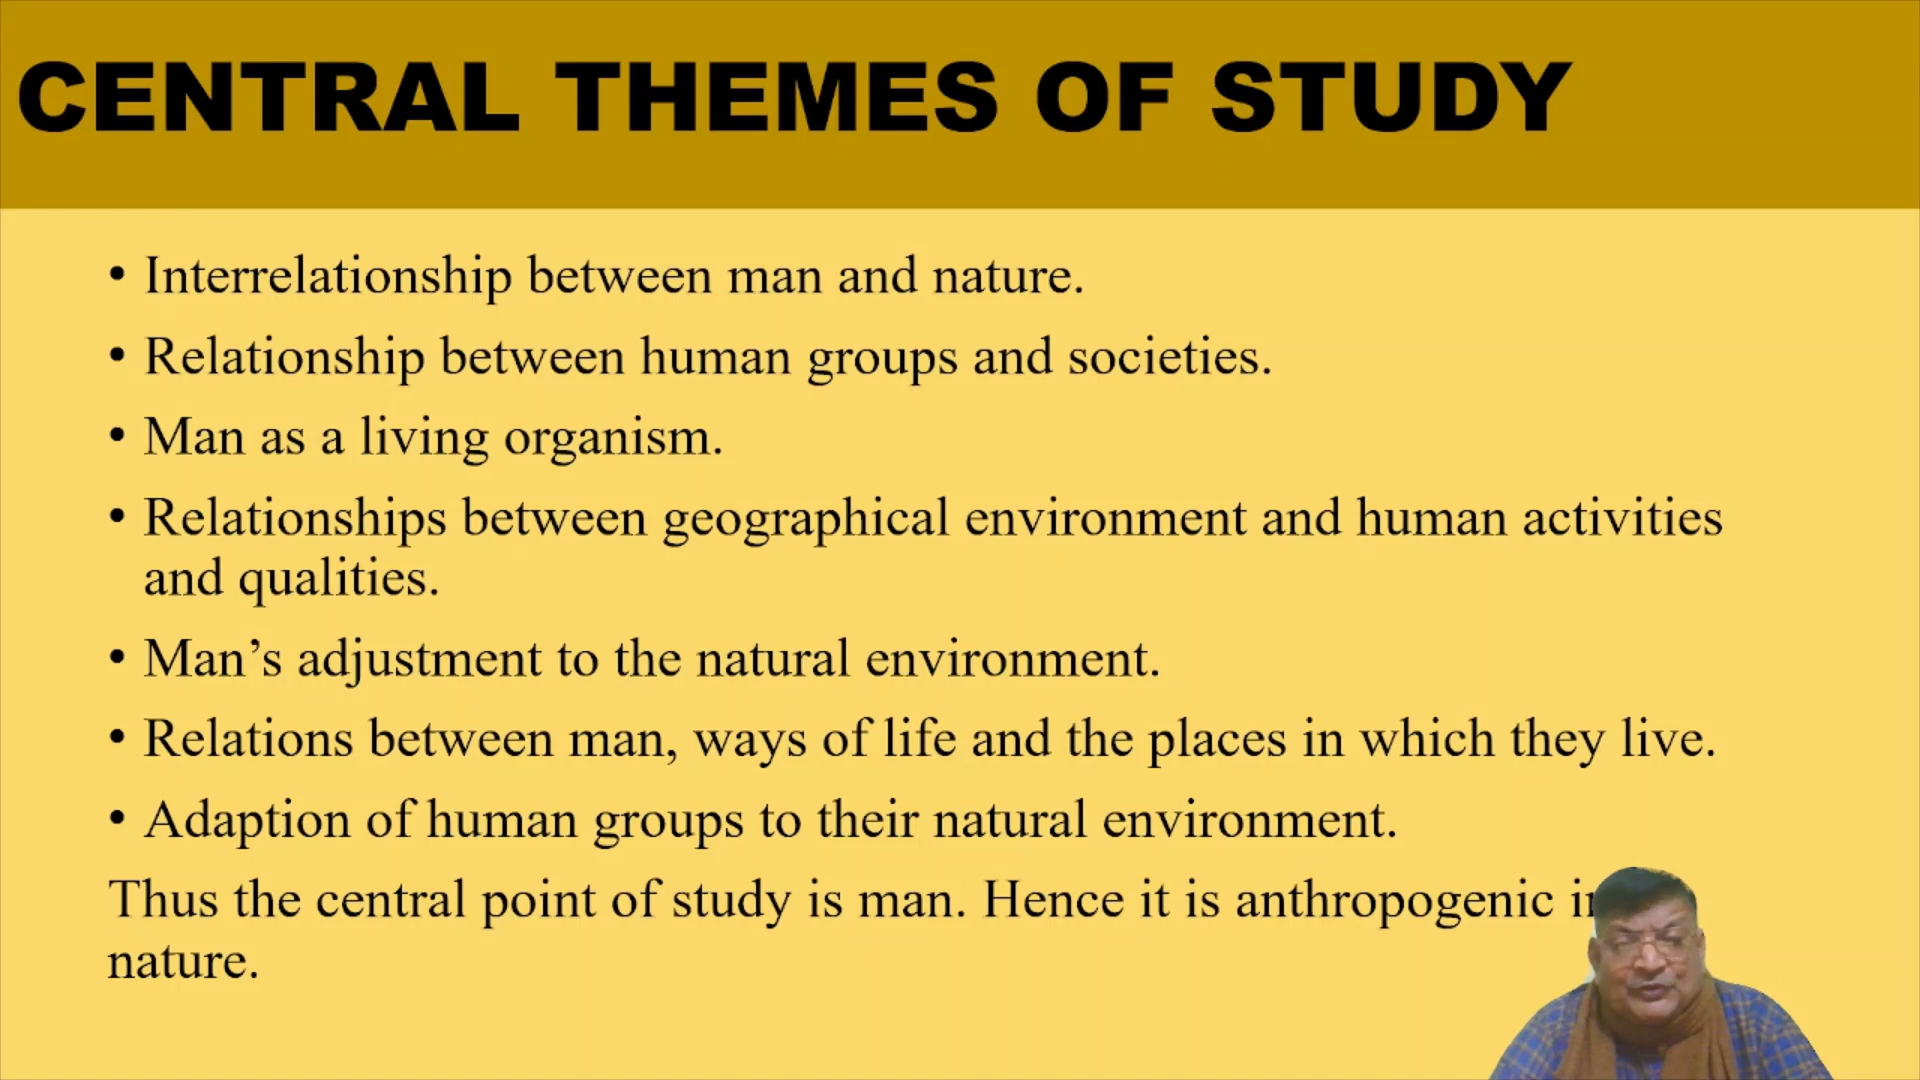 CENTRAL THEMES OF STUDY
• Interrelationship between man and nature.
• Relationship between human groups and societies.
• Man as a living organism.
• Relationships between geographical environment and human activities
and qualities.
• Man’s adjustment to the natural environment.
• Relations between man, ways of life and the places in which they live.
• Adaption of human groups to their natural environment.
Thus the central point of study is man. Hence it is anthropogenic in
nature.